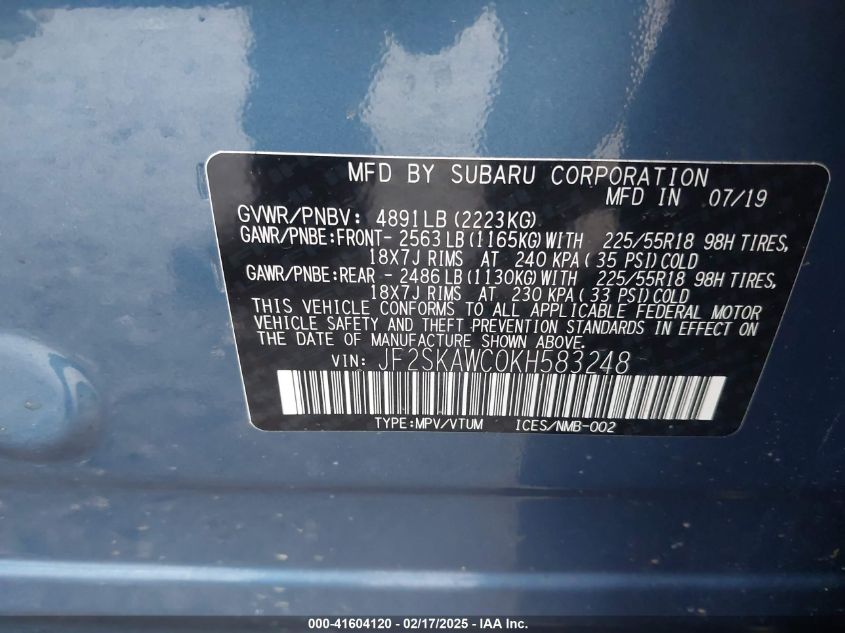 MFD BY SUBARU CORPORATION
MFD IN 07/19
GVWR/PNBV: 4891LB (2223KG)
GAWR/PNBE:FRONT- 2563 LB (1165KG) WITH 225/55R18 98H TIRES,
18X7J RIMS AT 240 KPA ( 35 PSI) COLD
GAWR/PNBE:REAR - 2486 LB (1130KG) WITH 225/55R18 98H TIRES,
18X7J RIMS AT 230 KPA ( 33 PSI) COLD
THIS VEHICLE CONFORMS TO ALL APPLICABLE FEDERAL MOTOR
VEHICLE SAFETY AND THEFT PREVENTION STANDARDS IN EFFECT ON
THE DATE OF MANUFACTURE SHOWN ABOVE.
VIN: JF2SKAWC0KH583248
TYPE:MPV/VTUM ICES/NMB-002
000-41604120 - 02/17/2025 - IAA Inc.